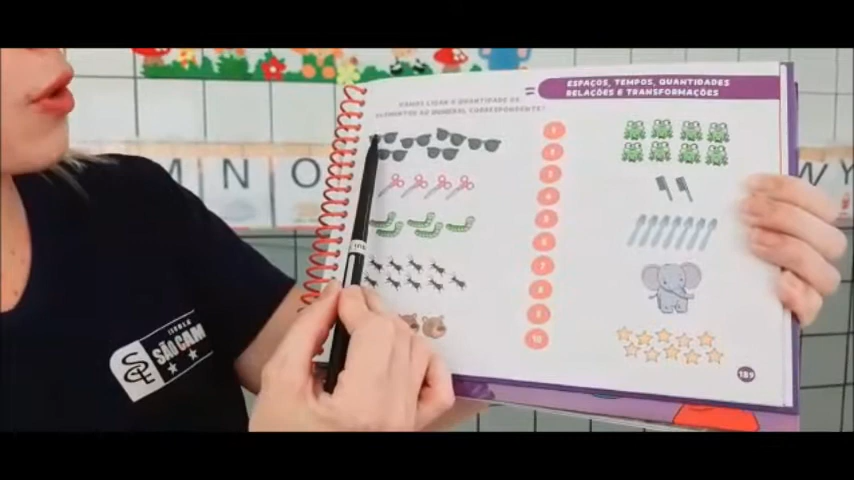 M N O
W Y
ESPAÇOS, TEMPOS, QUANTIDADES
RELAÇÕES E TRANSFORMAÇÕES
VAMOS LIGAR A QUANTIDADE DE
ELEMENTOS AO NUMERAL CORRESPONDENTE?
1
2
3
4
5
6
7
8
9
10
189
ESCOLA
SÃO CAM